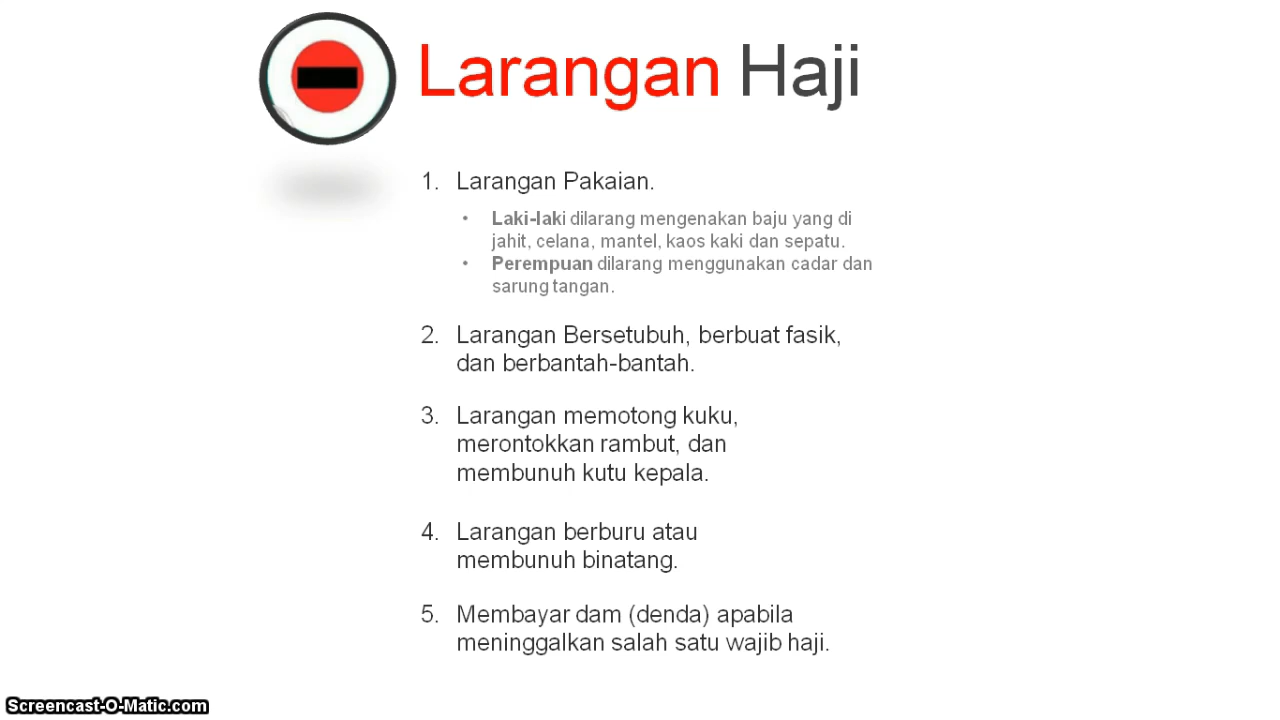 Larangan Haji
1. Larangan Pakaian.
• Laki-laki dilarang mengenakan baju yang di
jahit, celana, mantel, kaos kaki dan sepatu.
• Perempuan dilarang menggunakan cadar dan
sarung tangan.
2. Larangan Bersetubuh, berbuat fasik,
dan berbantah-bantah.
3. Larangan memotong kuku,
merontokkan rambut, dan
membunuh kutu kepala.
4. Larangan berburu atau
membunuh binatang.
5. Membayar dam (denda) apabila
meninggalkan salah satu wajib haji.
Screencast-O-Matic.com